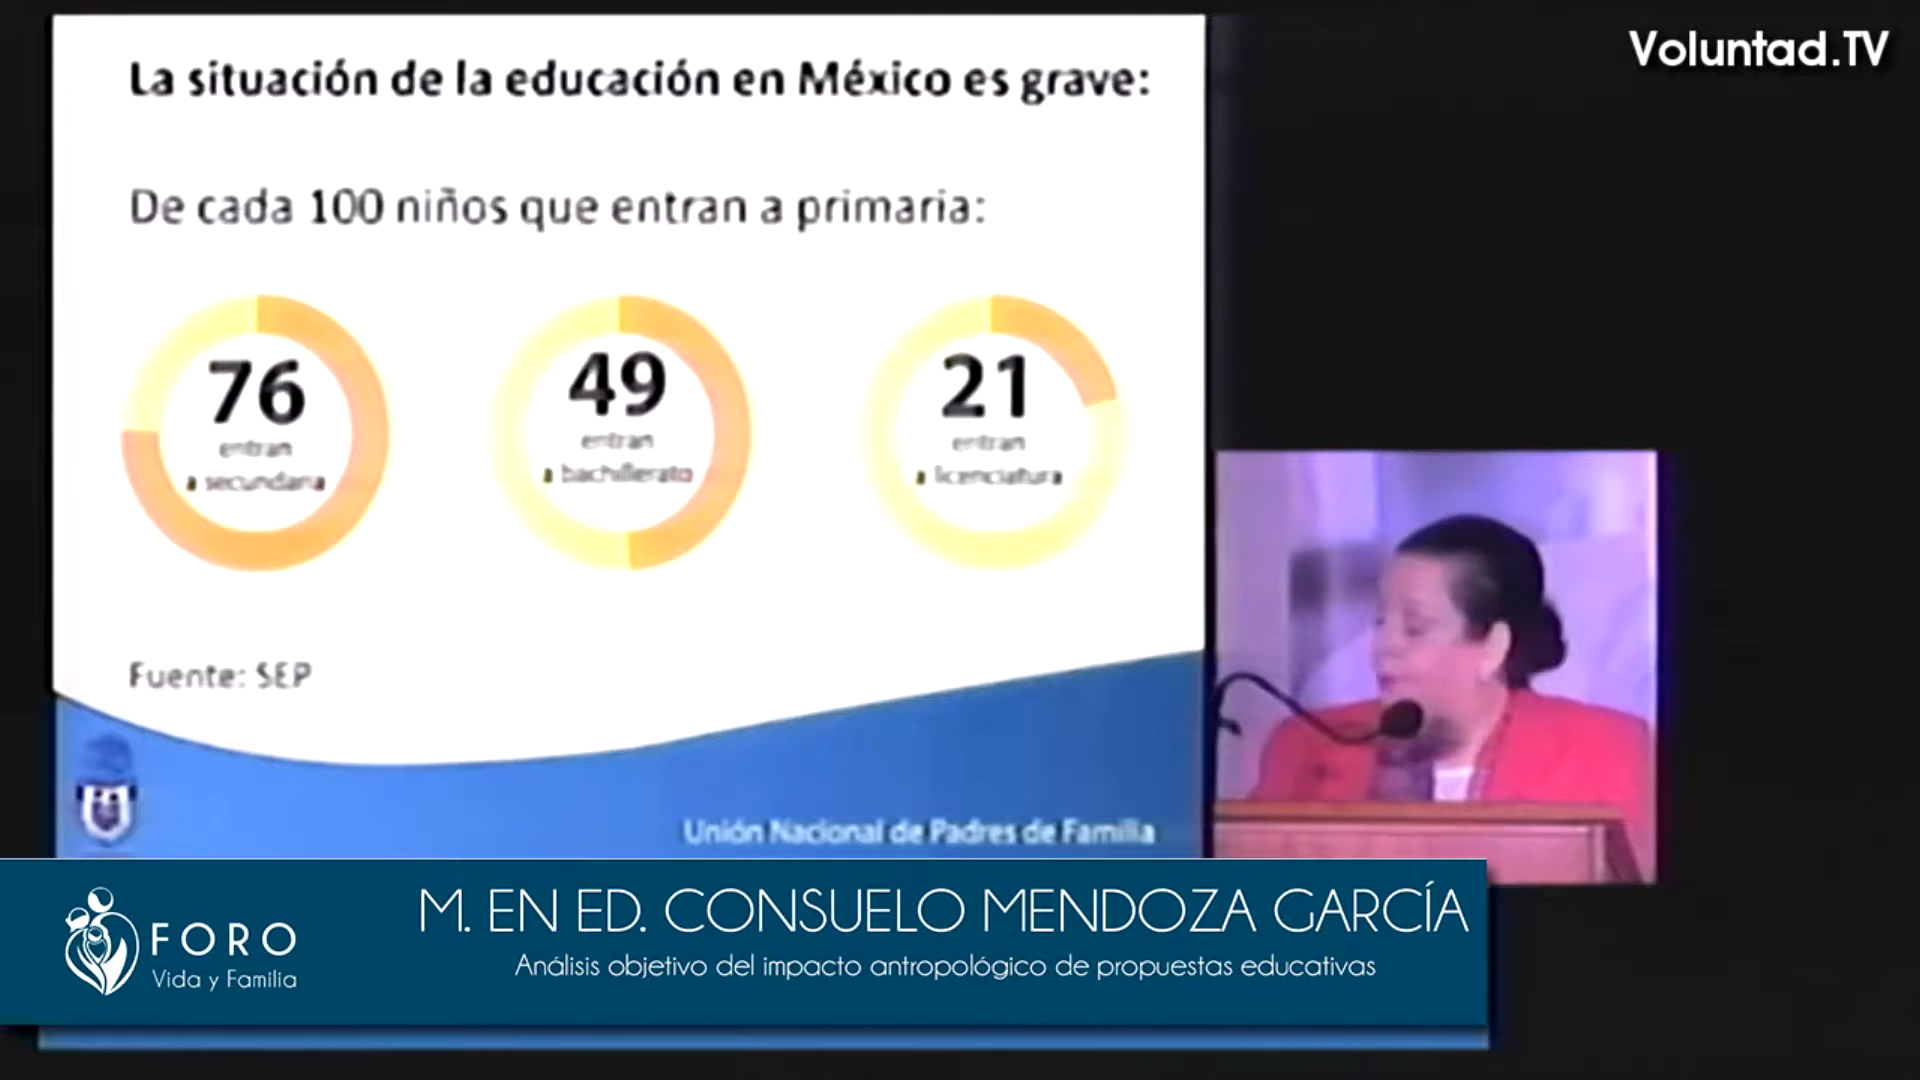 Voluntad.TV
La situación de la educación en México es grave:
De cada 100 niños que entran a primaria:
76
entran
a secundaria
49
entran
a bachillerato
21
entran
a licenciatura
Fuente: SEP
Unión Nacional de Padres de Familia
FORO
Vida y Familia
M. EN ED. CONSUELO MENDOZA GARCÍA
Análisis objetivo del impacto antropológico de propuestas educativas